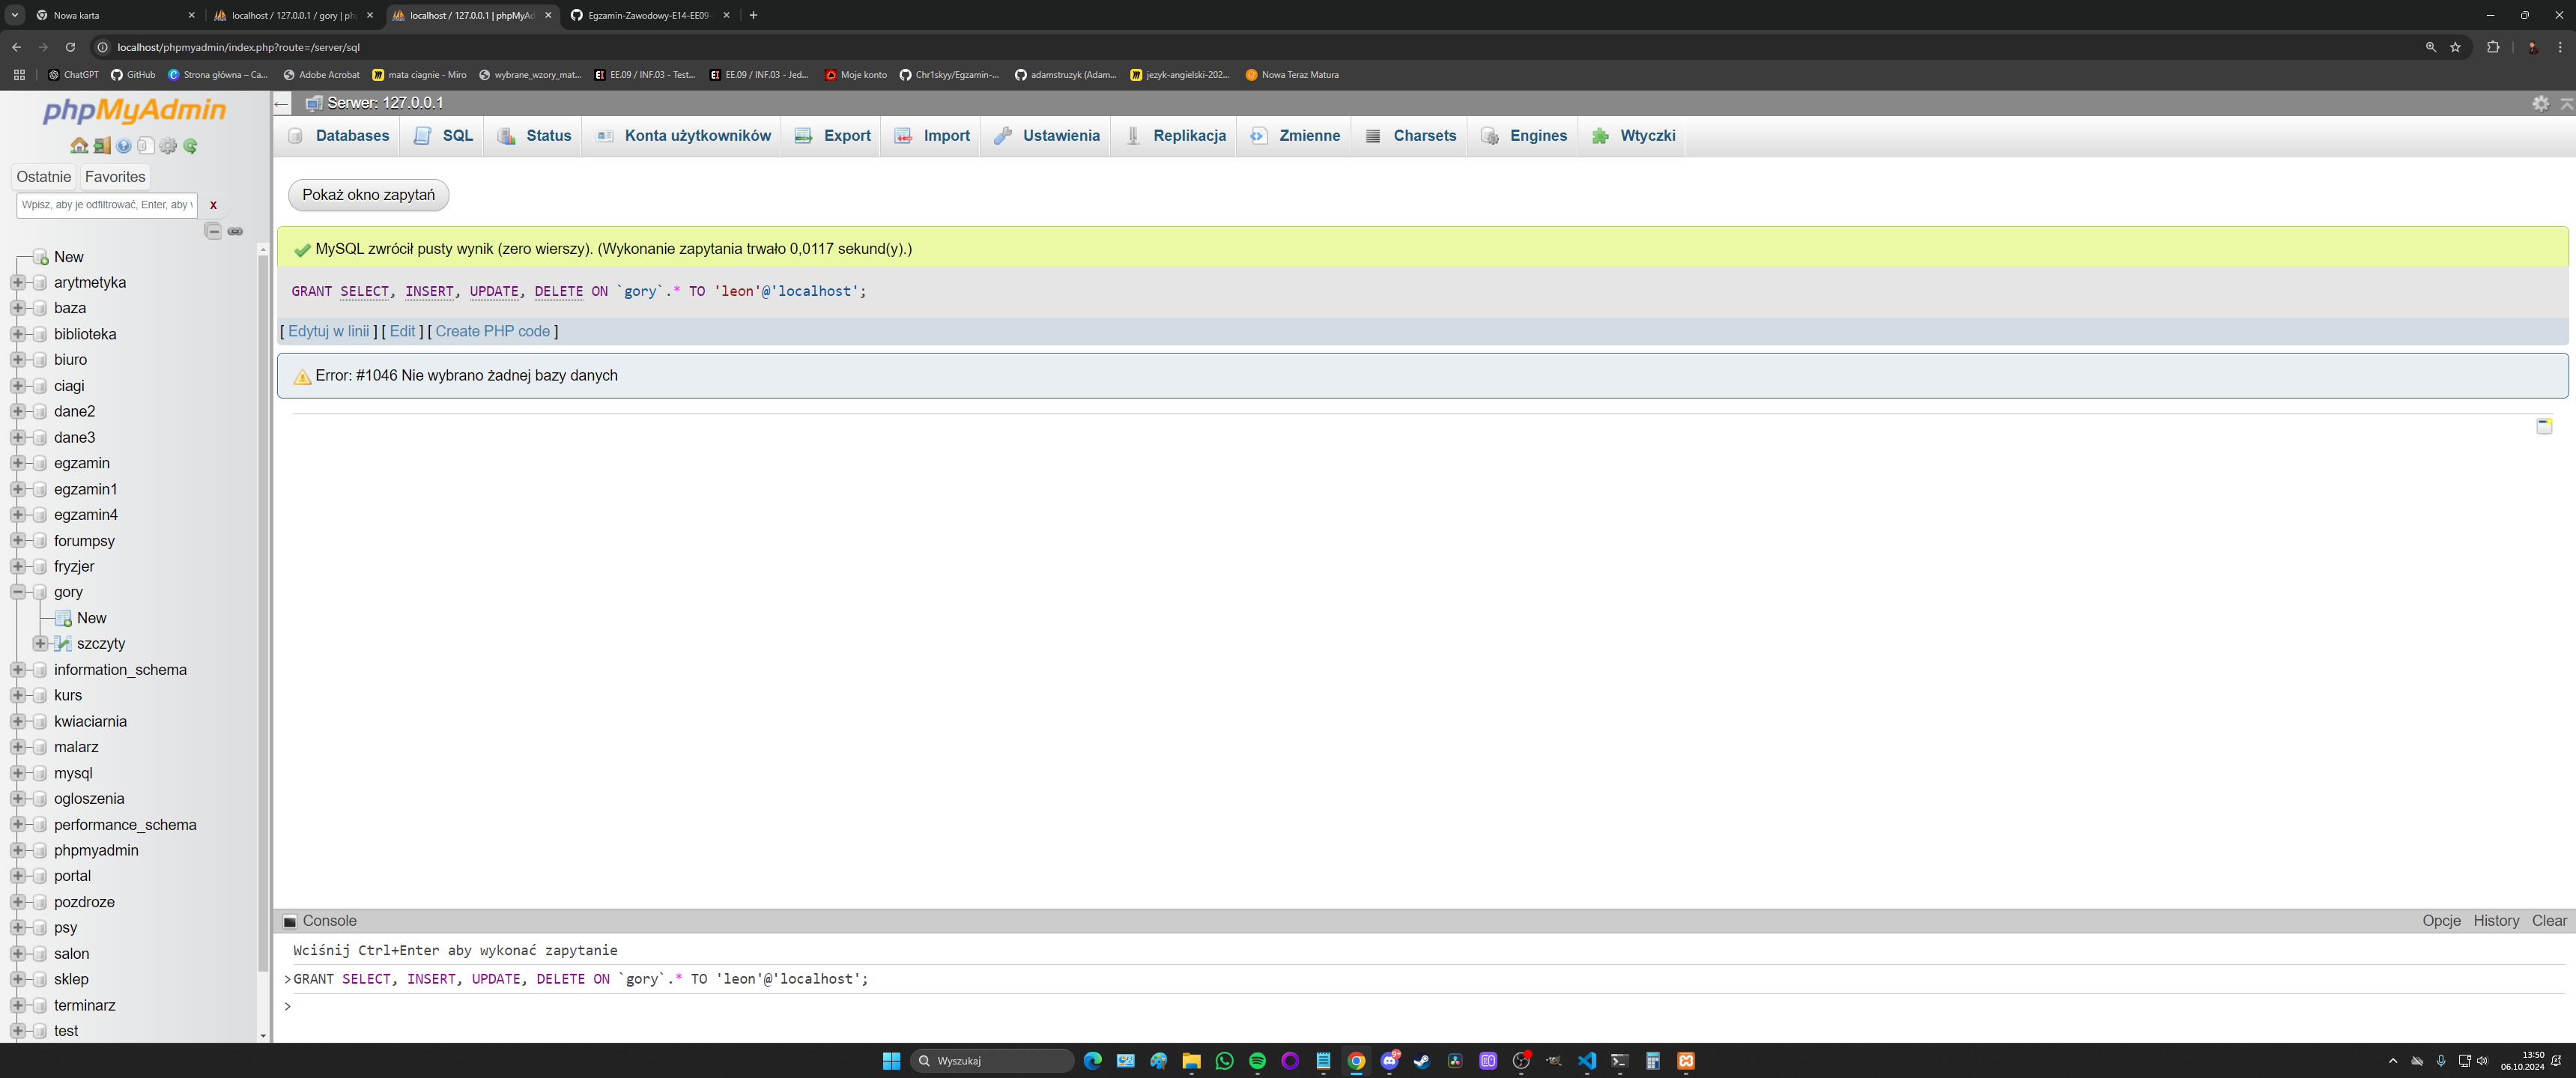 Nowa karta
localhost / 127.0.0.1 / gory | ph
localhost / 127.0.0.1 | phpMyAd
Egzamin-Zawodowy-E14-EE09-
localhost/phpmyadmin/index.php?route=/server/sql
ChatGPT GitHub Strona główna – Ca... Adobe Acrobat mata ciagnie - Miro wybrane_wzory_mat... EE.09 / INF.03 - Test... EE.09 / INF.03 - Jed... Moje konto Chr1skyy/Egzamin-... adamstruzyk (Adam... jezyk-angielski-202... Nowa Teraz Matura
phpMyAdmin
Ostatnie Favorites
Wpisz, aby je odfiltrować, Enter, aby w
X
New
arytmetyka
baza
biblioteka
biuro
ciagi
dane2
dane3
egzamin
egzamin1
egzamin4
forumpsy
fryzjer
gory
New
szczyty
information_schema
kurs
kwiaciarnia
malarz
mysql
ogloszenia
performance_schema
phpmyadmin
portal
pozdroze
psy
salon
sklep
terminarz
test
Serwer: 127.0.0.1
Databases SQL Status Konta użytkowników Export Import Ustawienia Replikacja Zmienne Charsets Engines Wtyczki
Pokaż okno zapytań
MySQL zwrócił pusty wynik (zero wierszy). (Wykonanie zapytania trwało 0,0117 sekund(y).)
GRANT SELECT, INSERT, UPDATE, DELETE ON `gory`.* TO 'leon'@'localhost';
[ Edytuj w linii ] [ Edit ] [ Create PHP code ]
Error: #1046 Nie wybrano żadnej bazy danych
Console
Opcje History Clear
Wciśnij Ctrl+Enter aby wykonać zapytanie
>GRANT SELECT, INSERT, UPDATE, DELETE ON `gory`.* TO 'leon'@'localhost';
>
Wyszukaj
13:50
06.10.2024